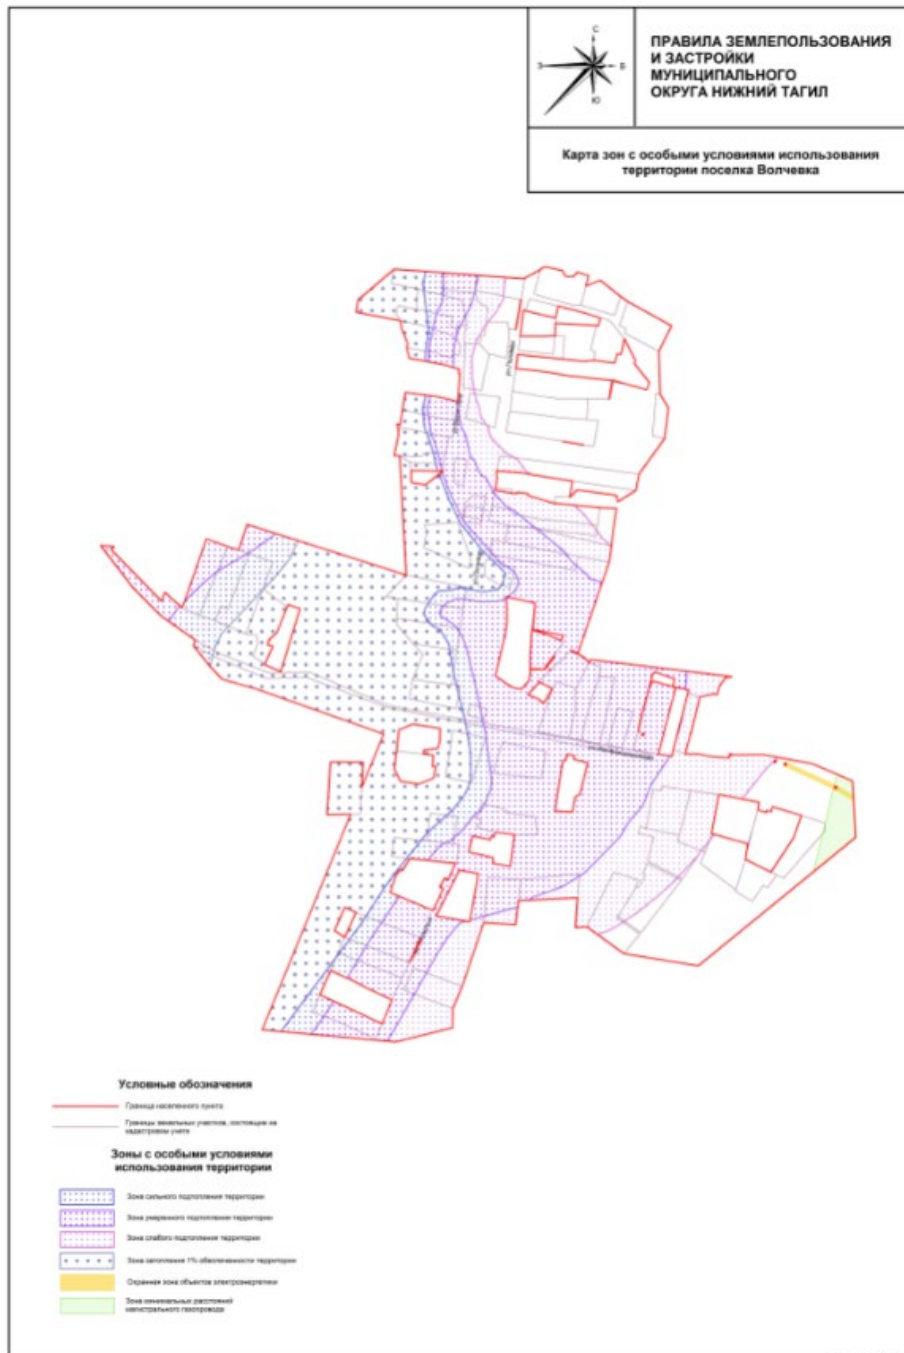 С
З
В
Ю
ПРАВИЛА ЗЕМЛЕПОЛЬЗОВАНИЯ
И ЗАСТРОЙКИ
МУНИЦИПАЛЬНОГО
ОКРУГА НИЖНИЙ ТАГИЛ
Карта зон с особыми условиями использования
территории поселка Волчевка
Условные обозначения
Граница населенного пункта
Границы земельных участков, состоящие на
кадастровом учете
Зоны с особыми условиями
использования территории
Зона сильного подтопления территории
Зона умеренного подтопления территории
Зона слабого подтопления территории
Зона затопления 1% обеспеченности территории
Охранная зона объектов электроэнергетики
Зона минимальных расстояний
магистрального газопровода